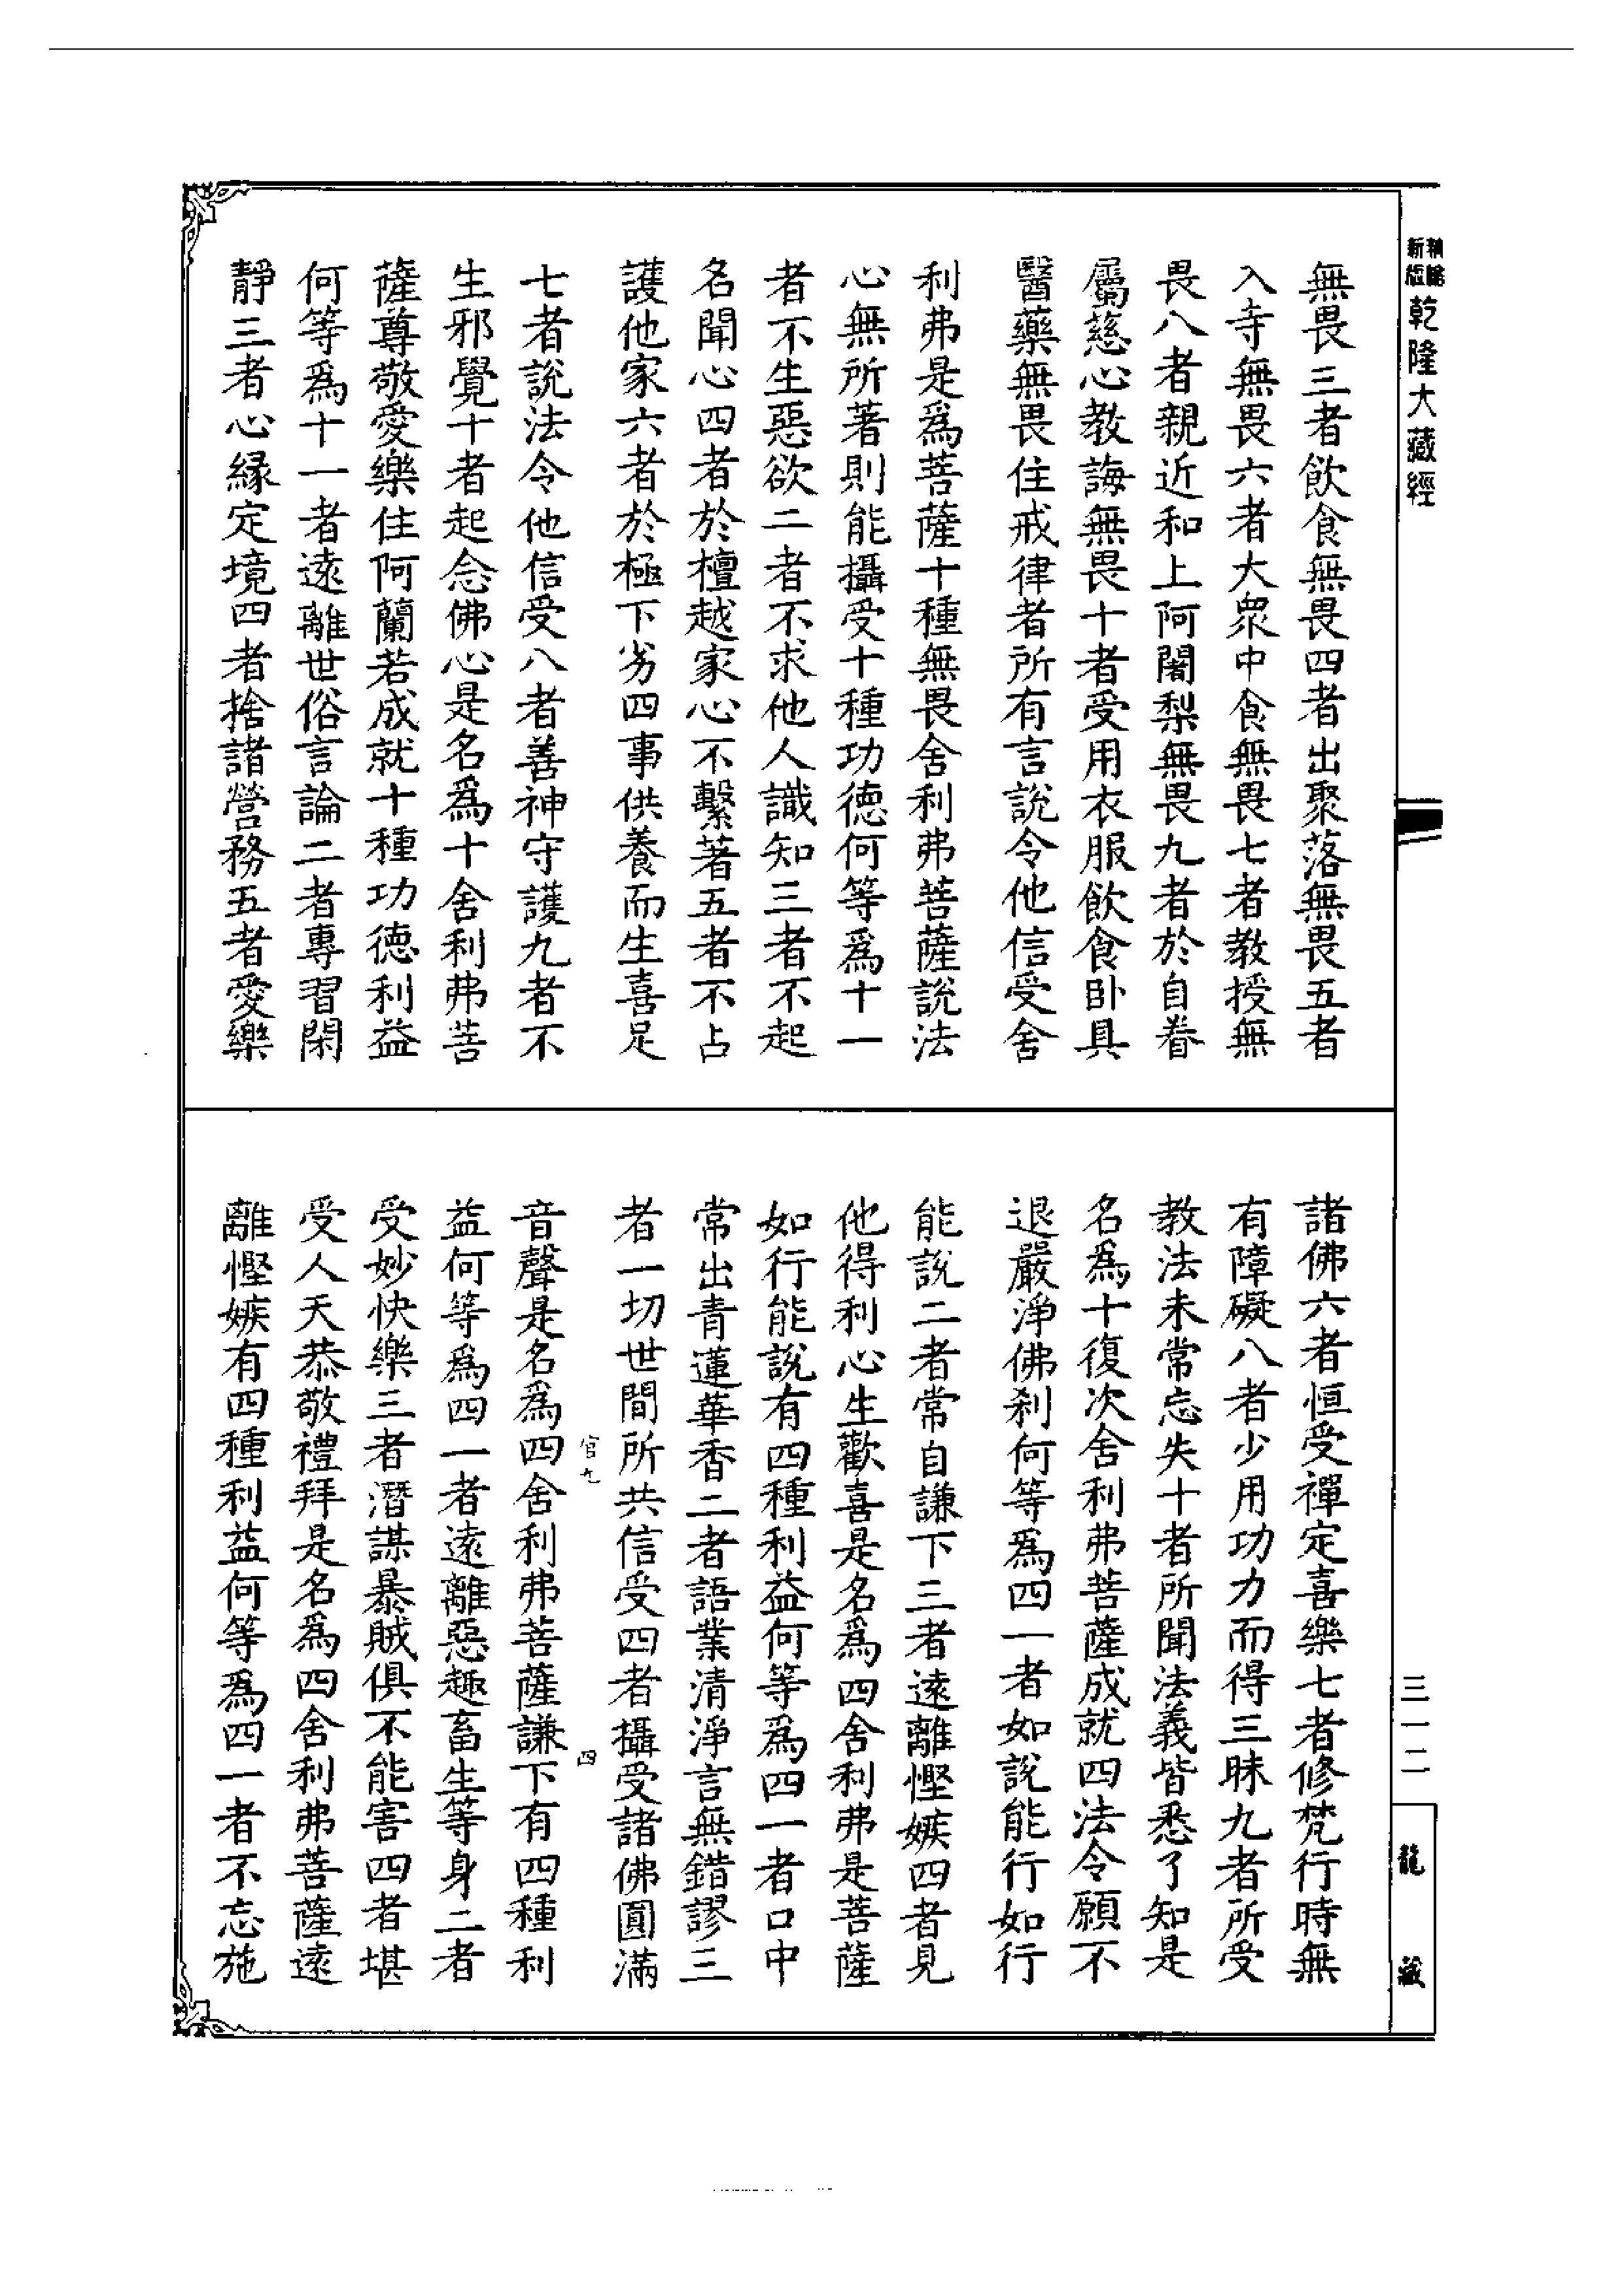 精縮新版
乾隆大藏經
無畏三者飲食無畏四者出聚落無畏五者
入寺無畏六者大衆中食無畏七者教授無
畏八者親近和上阿闍梨無畏九者於自眷
屬慈心教誨無畏十者受用衣服飲食卧具
醫藥無畏住戒律者所有言說令他信受舍
利弗是爲菩薩十種無畏舍利弗菩薩說法
心無所著則能攝受十種功德何等爲十一
者不生惡欲二者不求他人識知三者不起
名聞心四者於檀越家心不繫著五者不占
護他家六者於極下劣四事供養而生喜足
七者說法令他信受八者善神守護九者不
生邪覺十者起念佛心是名爲十舍利弗菩
薩尊敬愛樂住阿蘭若成就十種功德利益
何等爲十一者遠離世俗言論二者專習閑
靜三者心緣定境四者捨諸營務五者愛樂
諸佛六者恒受禪定喜樂七者修梵行時無
有障礙八者少用功力而得三昧九者所受
教法未常忘失十者所聞法義皆悉了知是
名爲十復次舍利弗菩薩成就四法令願不
退嚴淨佛刹何等爲四一者如說能行如行
能說二者常自謙下三者遠離慳嫉四者見
他得利心生歡喜是名爲四舍利弗是菩薩
如行能說有四種利益何等爲四一者口中
常出青蓮華香二者語業清淨言無錯謬三
者一切世間所共信受四者攝受諸佛圓滿
官九
四
音聲是名爲四舍利弗菩薩謙下有四種利
益何等爲四一者遠離惡趣畜生等身二者
受妙快樂三者潛謀暴賊俱不能害四者堪
受人天恭敬禮拜是名爲四舍利弗菩薩遠
離慳嫉有四種利益何等爲四一者不忘施
三一二
龍藏